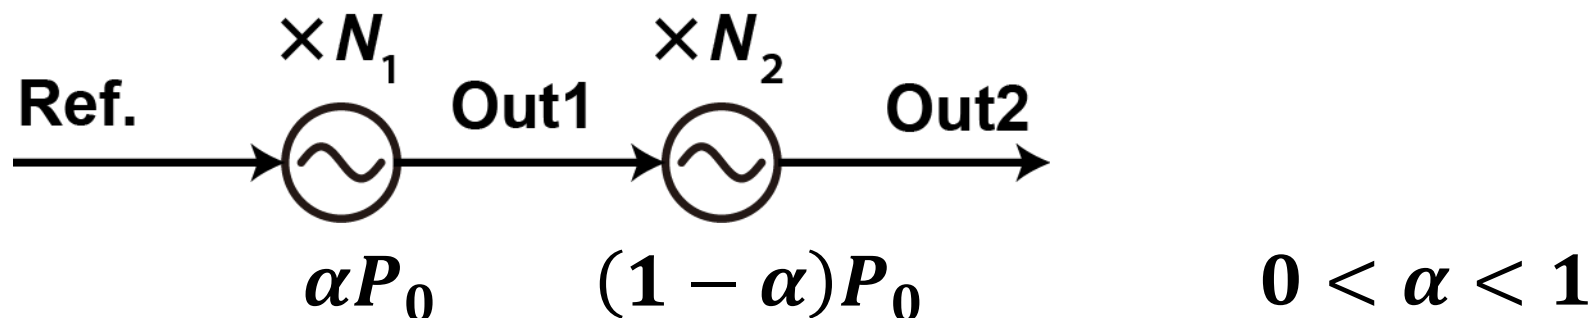 ×N₁ ×N₂
Ref. Out1 Out2
αP₀ (1 − α)P₀ 0 < α < 1